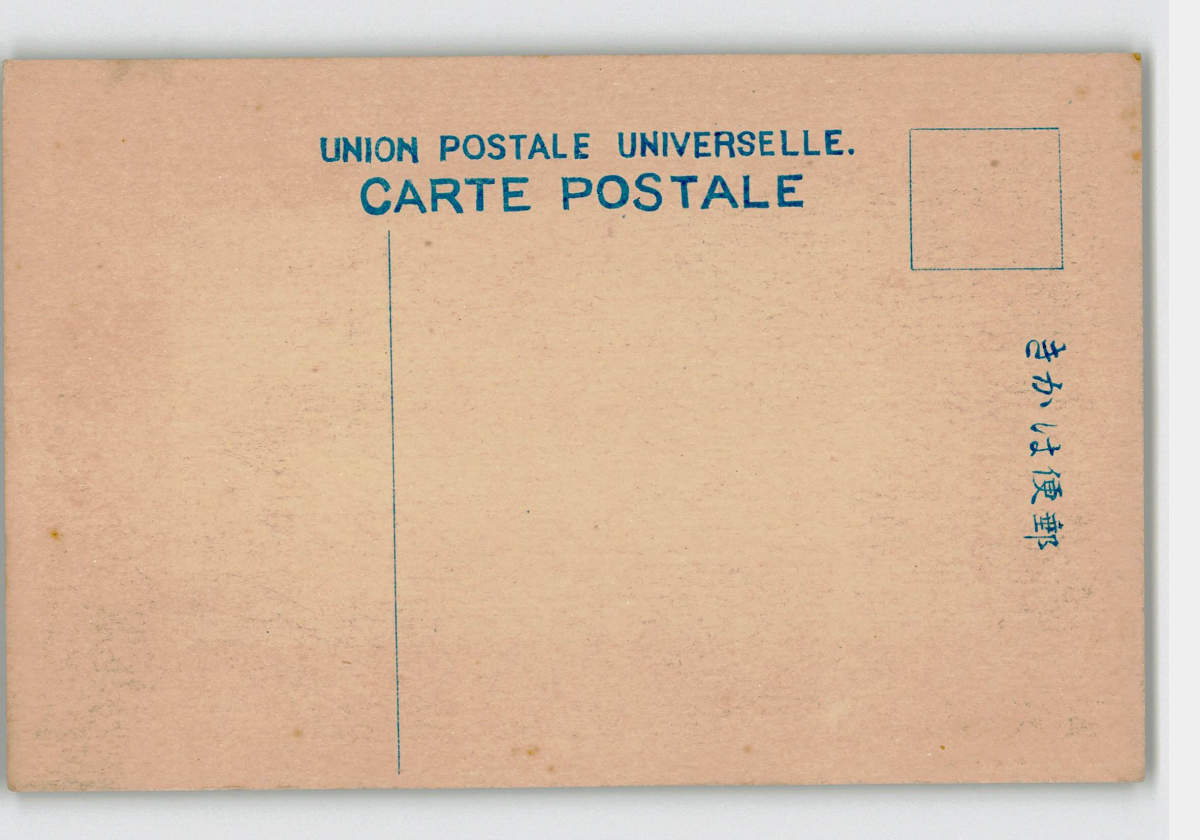 UNION POSTALE UNIVERSELLE.
CARTE POSTALE
郵便はかき